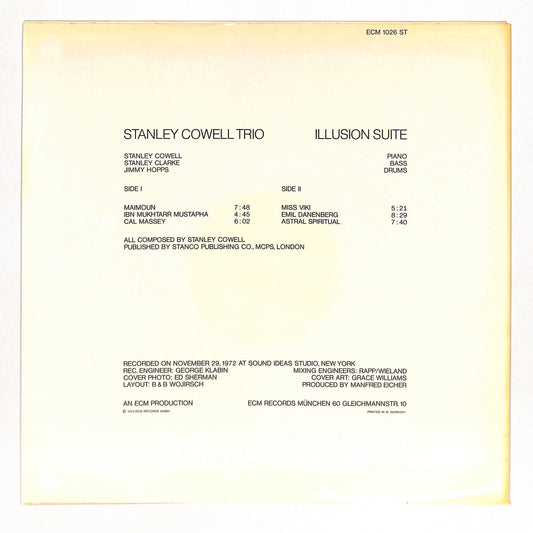 ECM 1026 ST
STANLEY COWELL TRIO ILLUSION SUITE
STANLEY COWELL PIANO
STANLEY CLARKE BASS
JIMMY HOPPS DRUMS
SIDE I SIDE II
MAIMOUN 7:48 MISS VIKI 5:21
IBN MUKHTARR MUSTAPHA 4:45 EMIL DANENBERG 8:29
CAL MASSEY 6:02 ASTRAL SPIRITUAL 7:40
ALL COMPOSED BY STANLEY COWELL
PUBLISHED BY STANCO PUBLISHING CO., MCPS, LONDON
RECORDED ON NOVEMBER 29, 1972 AT SOUND IDEAS STUDIO, NEW YORK
REC. ENGINEER: GEORGE KLABIN MIXING ENGINEERS: RAPP/WIELAND
COVER PHOTO: ED SHERMAN COVER ART: GRACE WILLIAMS
LAYOUT: B & B WOJIRSCH PRODUCED BY MANFRED EICHER
AN ECM PRODUCTION ECM RECORDS MÜNCHEN 60 GLEICHMANNSTR. 10
Ⓟ 1973 ECM RECORDS GMBH PRINTED IN W. GERMANY